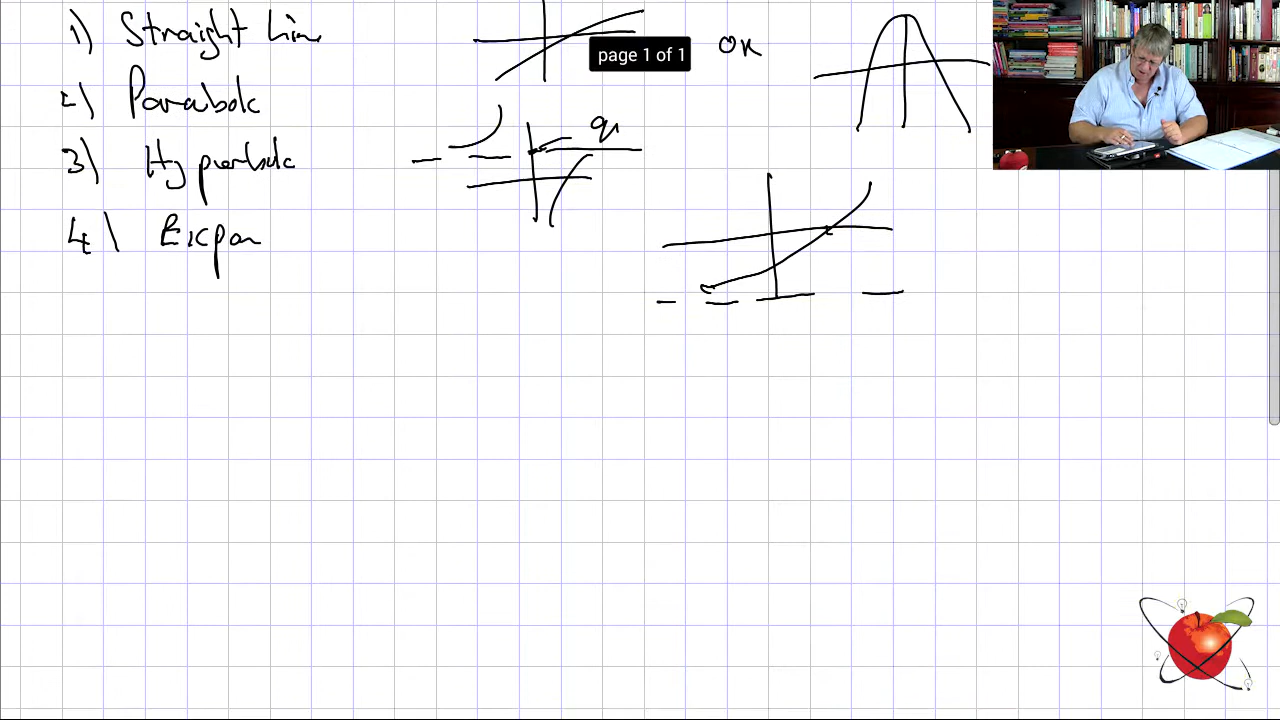 1) Straight Line
page 1 of 1
OR
2) Parabola
q
3) Hyperbola
4) Expon